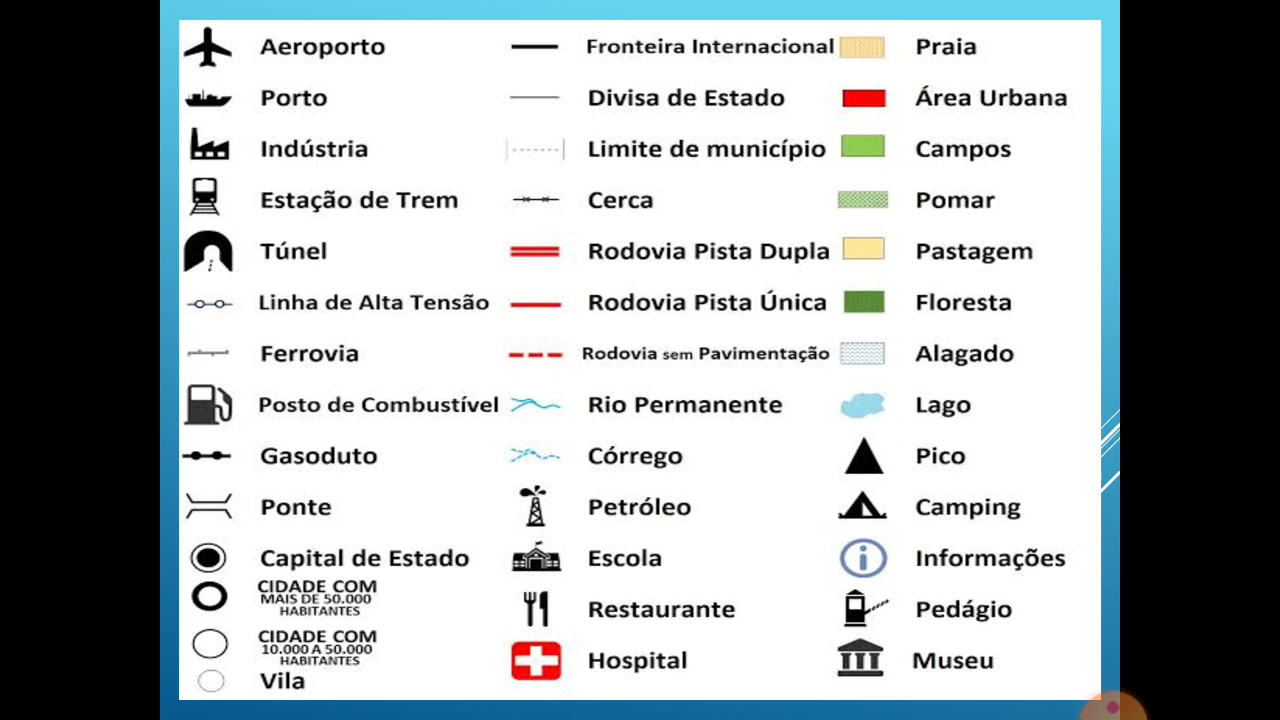 Aeroporto
Porto
Indústria
Estação de Trem
Túnel
Linha de Alta Tensão
Ferrovia
Posto de Combustível
Gasoduto
Ponte
Capital de Estado
CIDADE COM
MAIS DE 50.000
HABITANTES
CIDADE COM
10.000 A 50.000
HABITANTES
Vila
Fronteira Internacional
Divisa de Estado
Limite de município
Cerca
Rodovia Pista Dupla
Rodovia Pista Única
Rodovia sem Pavimentação
Rio Permanente
Córrego
Petróleo
Escola
Restaurante
Hospital
Praia
Área Urbana
Campos
Pomar
Pastagem
Floresta
Alagado
Lago
Pico
Camping
Informações
Pedágio
Museu